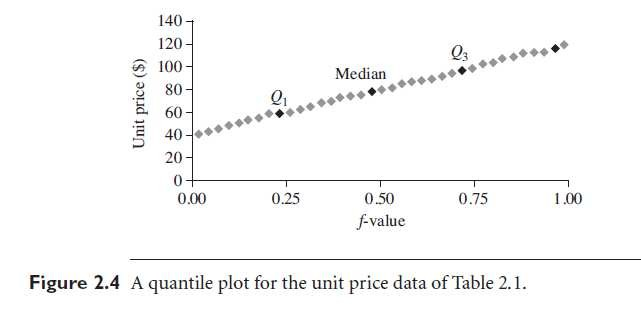 140
120
100
80
60
40
20
0
Unit price ($)
Q1
Median
Q3
0.00 0.25 0.50 0.75 1.00
f-value
Figure 2.4 A quantile plot for the unit price data of Table 2.1.